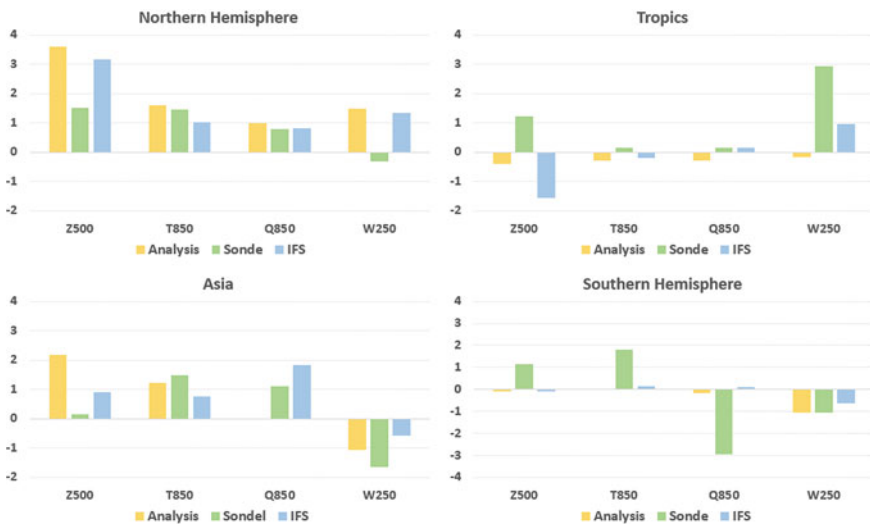 Northern Hemisphere
4
3
2
1
0
-1
-2
Z500 T850 Q850 W250
Analysis Sonde IFS
Tropics
4
3
2
1
0
-1
-2
Z500 T850 Q850 W250
Analysis Sonde IFS
Asia
4
3
2
1
0
-1
-2
Z500 T850 Q850 W250
Analysis Sondel IFS
Southern Hemisphere
4
3
2
1
0
-1
-2
-3
-4
Z500 T850 Q850 W250
Analysis Sonde IFS